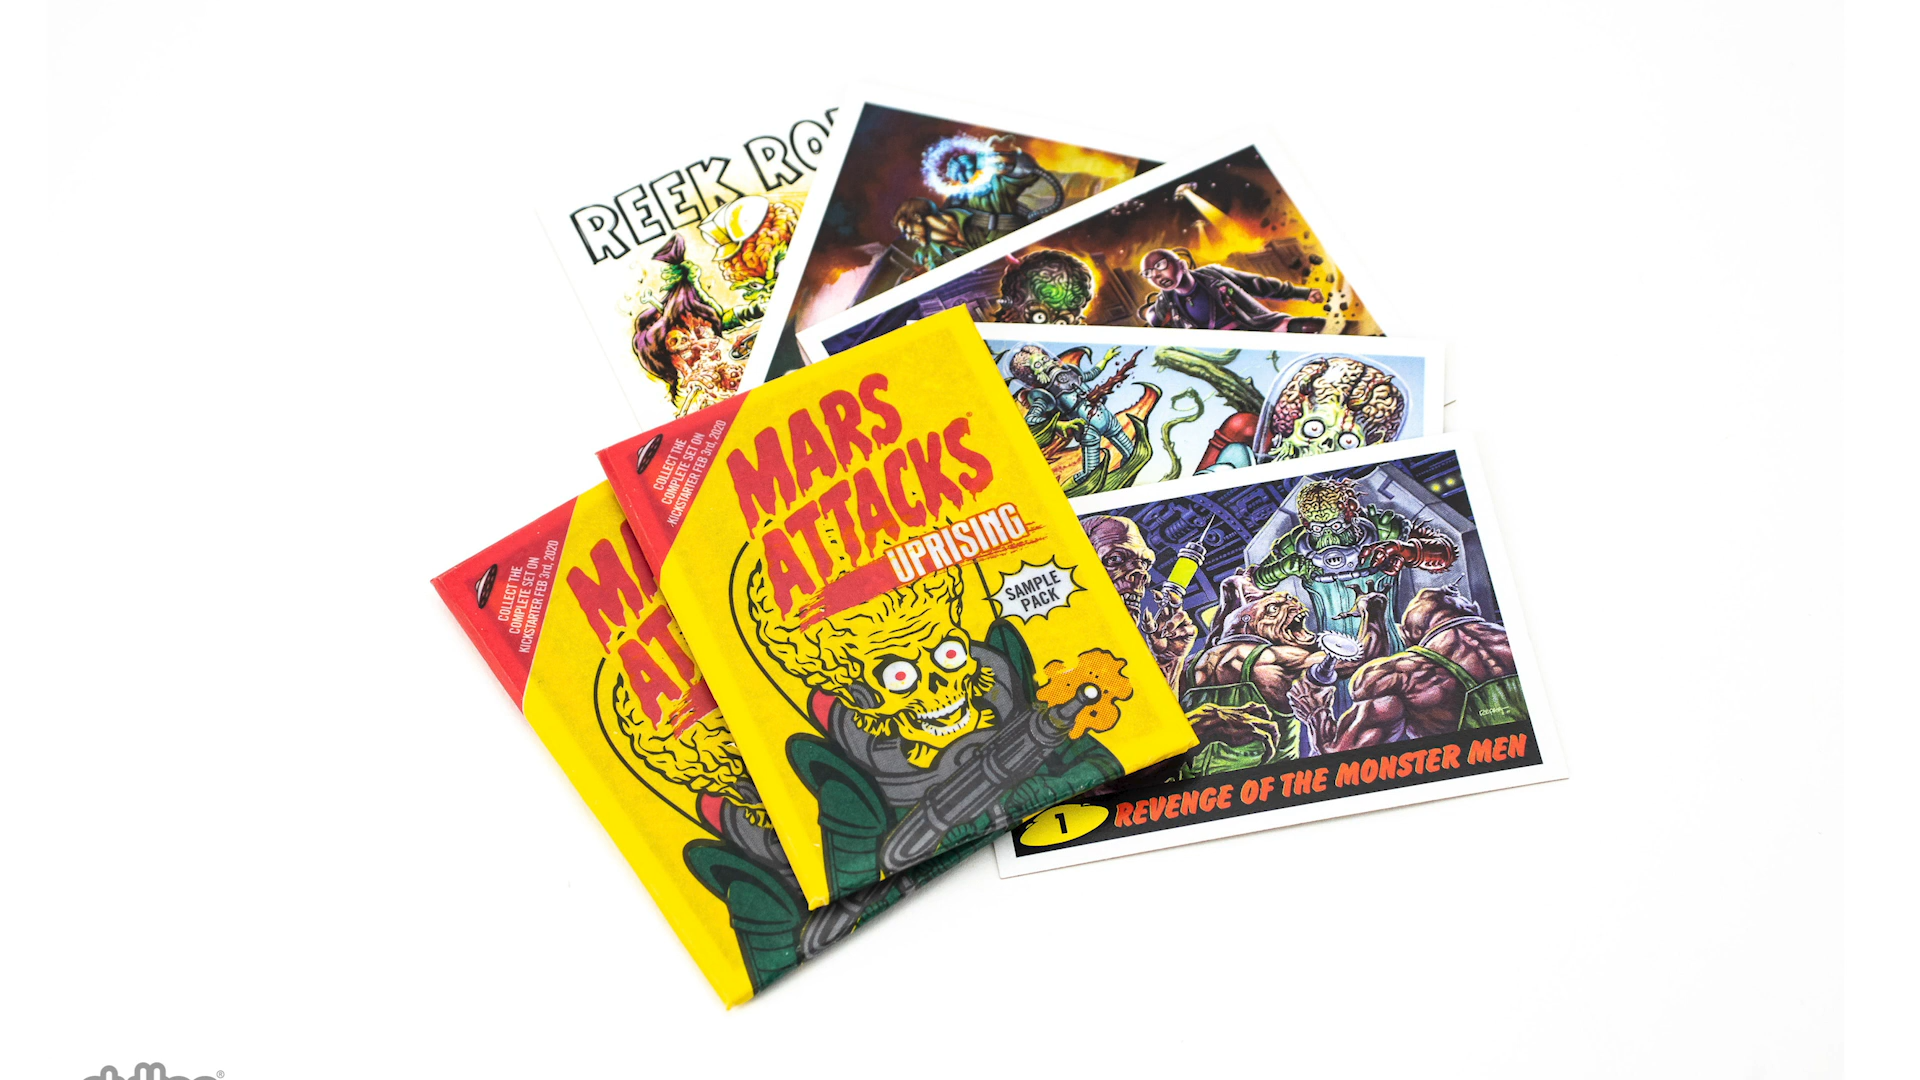 REEK
COLLECT THE
COMPLETE SET ON
KICKSTARTER FEB 3rd, 2020
MARS
ATTACKS
UPRISING
SAMPLE
PACK
COLLECT THE
COMPLETE SET ON
KICKSTARTER FEB 3rd, 2020
1
REVENGE OF THE MONSTER MEN